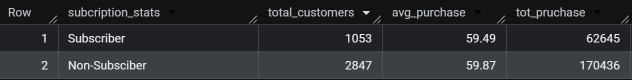 Row subcription_stats total_customers avg_purchase tot_pruchase
1 Subscriber 1053 59.49 62645
2 Non-Subsciber 2847 59.87 170436